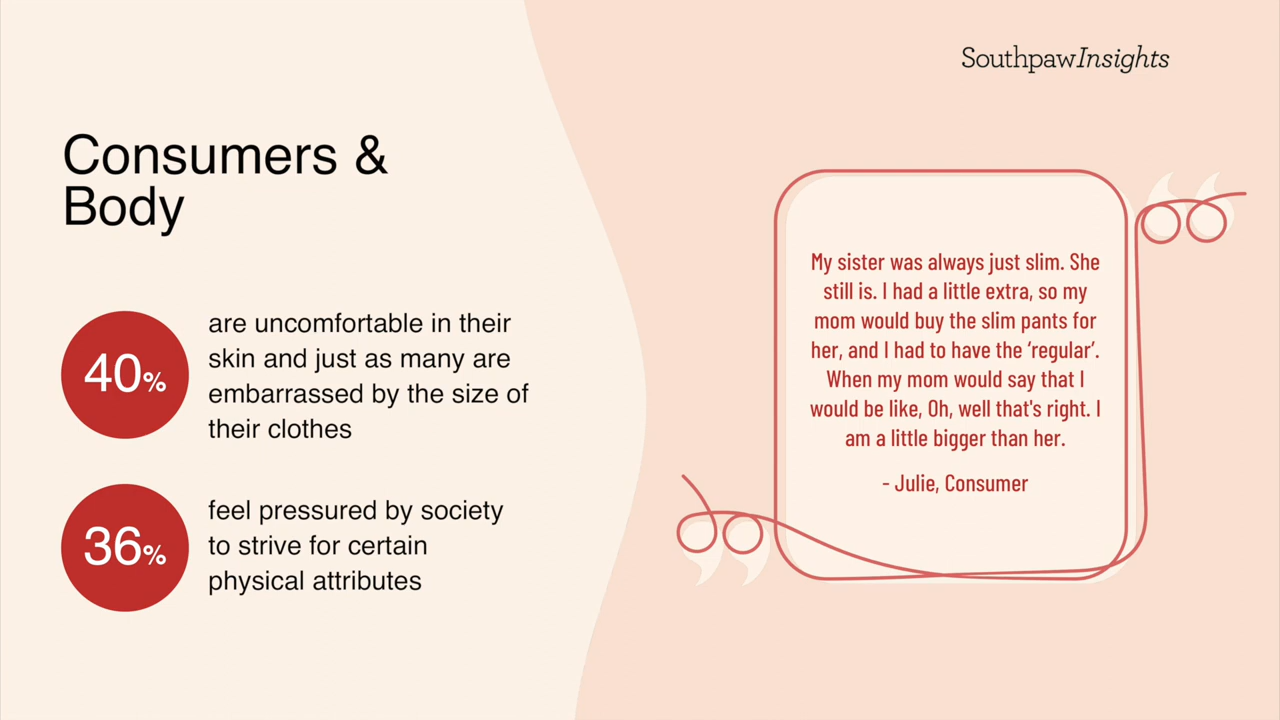 SouthpawInsights
Consumers &
Body
40%
are uncomfortable in their
skin and just as many are
embarrassed by the size of
their clothes
36%
feel pressured by society
to strive for certain
physical attributes
My sister was always just slim. She
still is. I had a little extra, so my
mom would buy the slim pants for
her, and I had to have the ‘regular’.
When my mom would say that I
would be like, Oh, well that's right. I
am a little bigger than her.
- Julie, Consumer